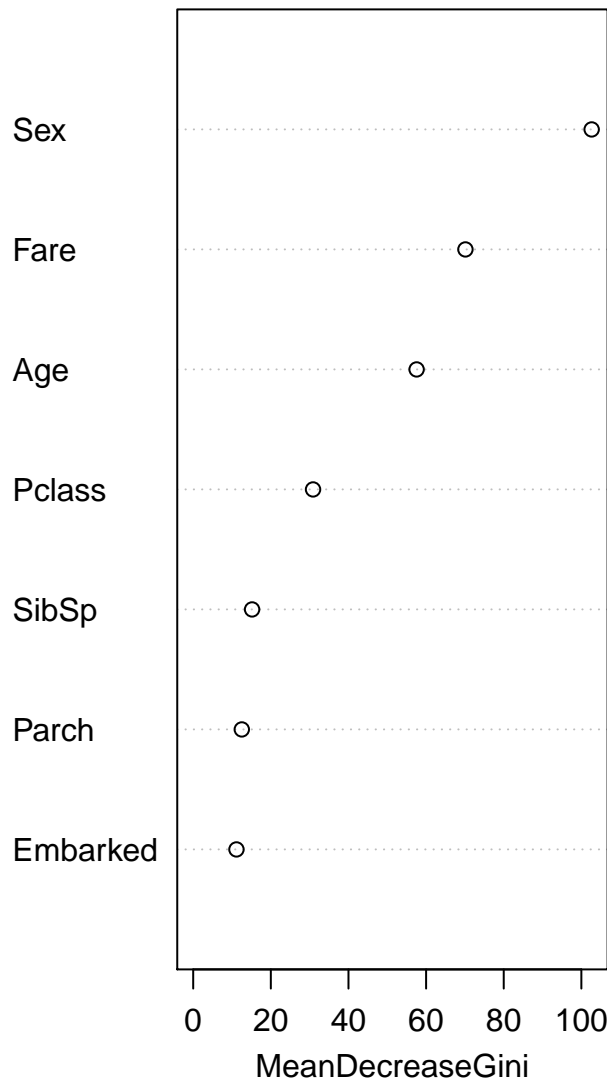 Sex
Fare
Age
Pclass
SibSp
Parch
Embarked
0 20 40 60 80 100
MeanDecreaseGini